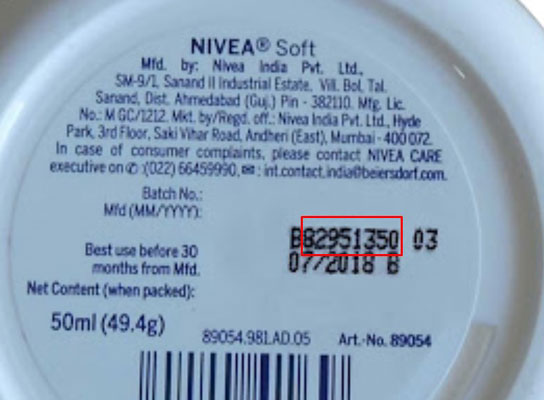 NIVEA® Soft
Mfd. by: Nivea India Pvt. Ltd.,
SM-9/1, Sanand II Industrial Estate, Vill. Bol, Tal.
Sanand, Dist. Ahmedabad (Guj.) Pin - 382110. Mfg. Lic.
No.: M GC/1212. Mkt. by/Regd. off.: Nivea India Pvt. Ltd., Hyde
Park, 3rd Floor, Saki Vihar Road, Andheri (East), Mumbai - 400 072.
In case of consumer complaints, please contact NIVEA CARE
executive on ✆ :(022) 66459990, ✉ : int.contact.india@beiersdorf.com.
Batch No.:
Mfd (MM/YYYY):
B82951350 03
07/2018 B
Best use before 30
months from Mfd.
Net Content (when packed):
50ml (49.4g)
89054.981.AD.05 Art.-No. 89054